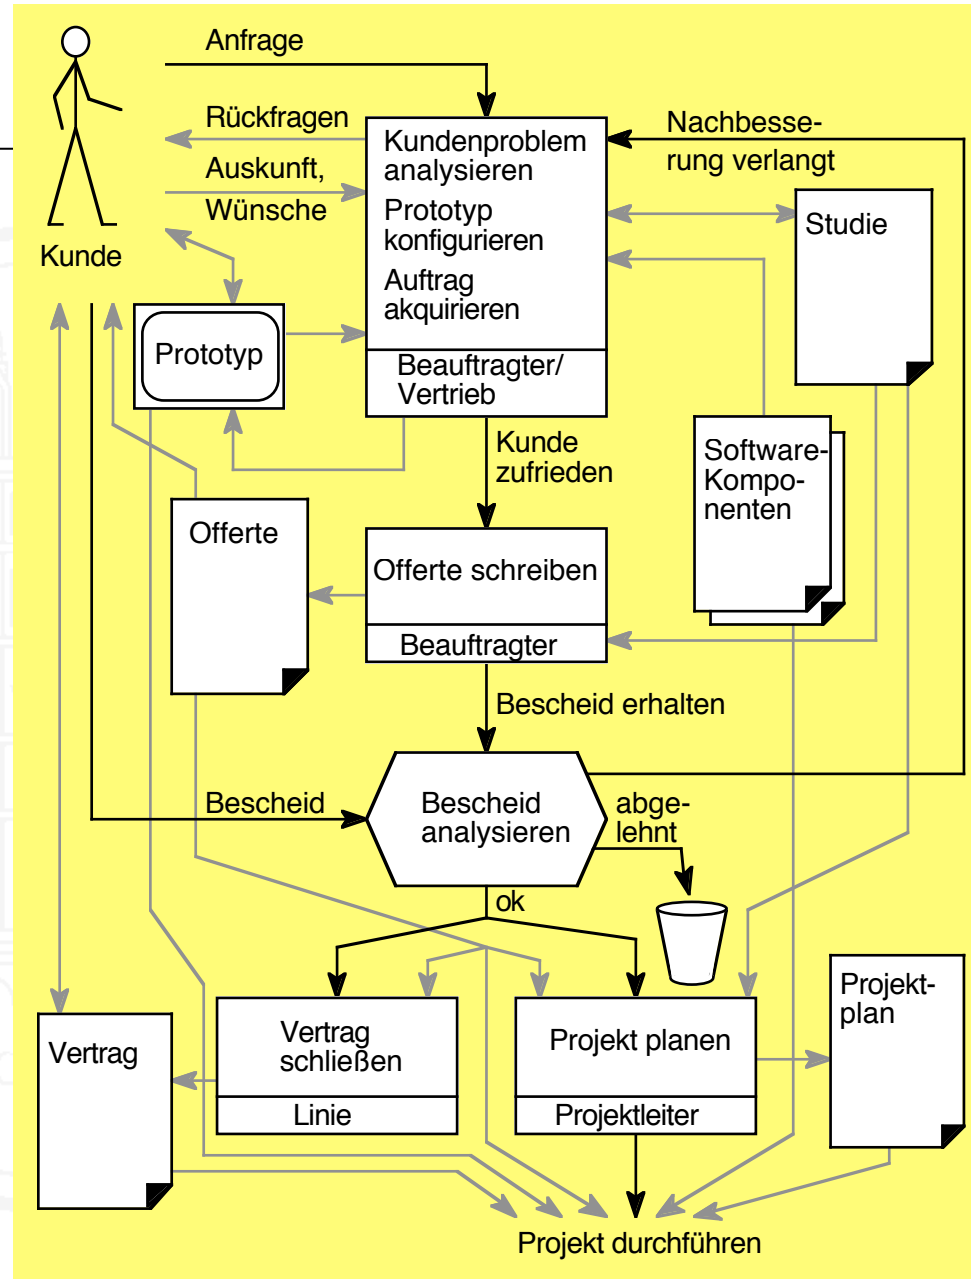 Anfrage
Rückfragen
Auskunft,
Wünsche
Kunde
Kundenproblem
analysieren
Prototyp
konfigurieren
Auftrag
akquirieren
Beauftragter/
Vertrieb
Nachbesse-
rung verlangt
Studie
Prototyp
Kunde
zufrieden
Software-
Kompo-
nenten
Offerte
Offerte schreiben
Beauftragter
Bescheid erhalten
Bescheid
Bescheid
analysieren
abge-
lehnt
ok
Vertrag
Vertrag
schließen
Linie
Projekt planen
Projektleiter
Projekt-
plan
Projekt durchführen